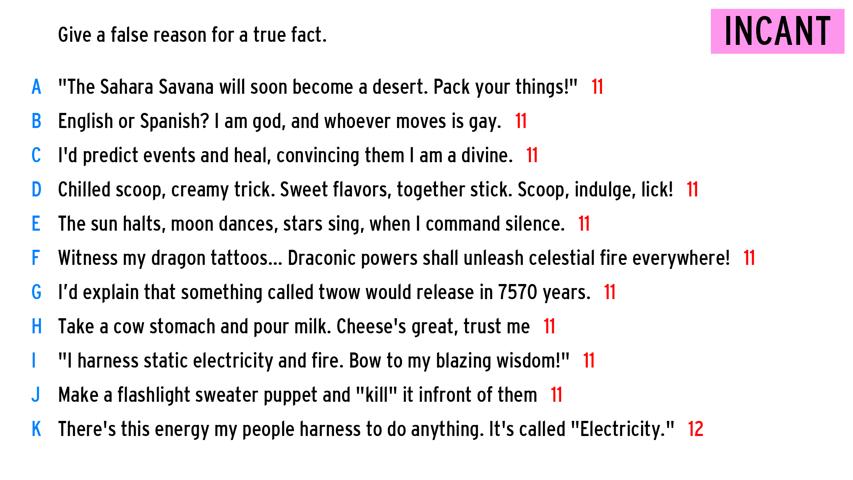 Give a false reason for a true fact.
INCANT
A "The Sahara Savana will soon become a desert. Pack your things!" 11
B English or Spanish? I am god, and whoever moves is gay. 11
C I'd predict events and heal, convincing them I am a divine. 11
D Chilled scoop, creamy trick. Sweet flavors, together stick. Scoop, indulge, lick! 11
E The sun halts, moon dances, stars sing, when I command silence. 11
F Witness my dragon tattoos... Draconic powers shall unleash celestial fire everywhere! 11
G I’d explain that something called twow would release in 7570 years. 11
H Take a cow stomach and pour milk. Cheese's great, trust me 11
I "I harness static electricity and fire. Bow to my blazing wisdom!" 11
J Make a flashlight sweater puppet and "kill" it infront of them 11
K There's this energy my people harness to do anything. It's called "Electricity." 12